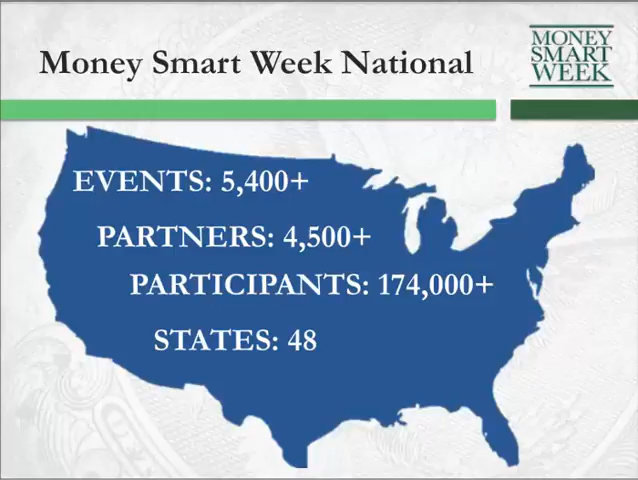 Money Smart Week National
MONEY
SMART
WEEK
EVENTS: 5,400+
PARTNERS: 4,500+
PARTICIPANTS: 174,000+
STATES: 48